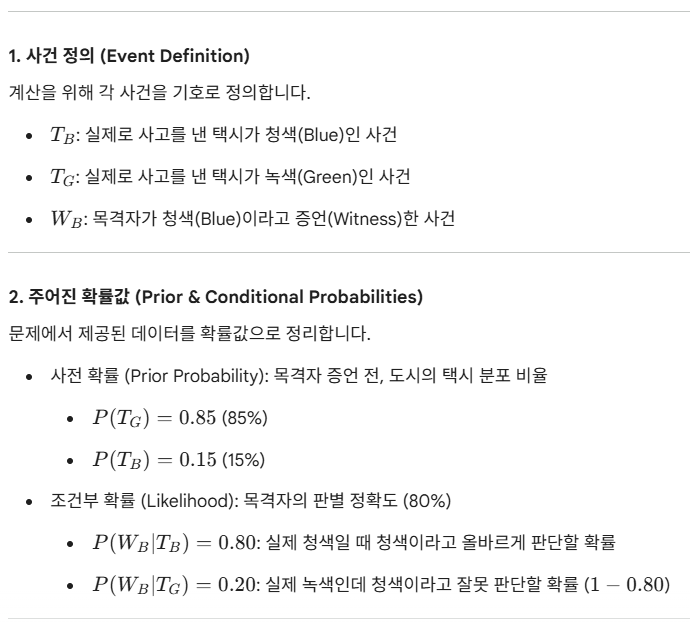 1. 사건 정의 (Event Definition)
계산을 위해 각 사건을 기호로 정의합니다.
• T_B: 실제로 사고를 낸 택시가 청색(Blue)인 사건
• T_G: 실제로 사고를 낸 택시가 녹색(Green)인 사건
• W_B: 목격자가 청색(Blue)이라고 증언(Witness)한 사건
2. 주어진 확률값 (Prior & Conditional Probabilities)
문제에서 제공된 데이터를 확률값으로 정리합니다.
• 사전 확률 (Prior Probability): 목격자 증언 전, 도시의 택시 분포 비율
• P(T_G) = 0.85 (85%)
• P(T_B) = 0.15 (15%)
• 조건부 확률 (Likelihood): 목격자의 판별 정확도 (80%)
• P(W_B|T_B) = 0.80: 실제 청색일 때 청색이라고 올바르게 판단할 확률
• P(W_B|T_G) = 0.20: 실제 녹색인데 청색이라고 잘못 판단할 확률 (1 − 0.80)